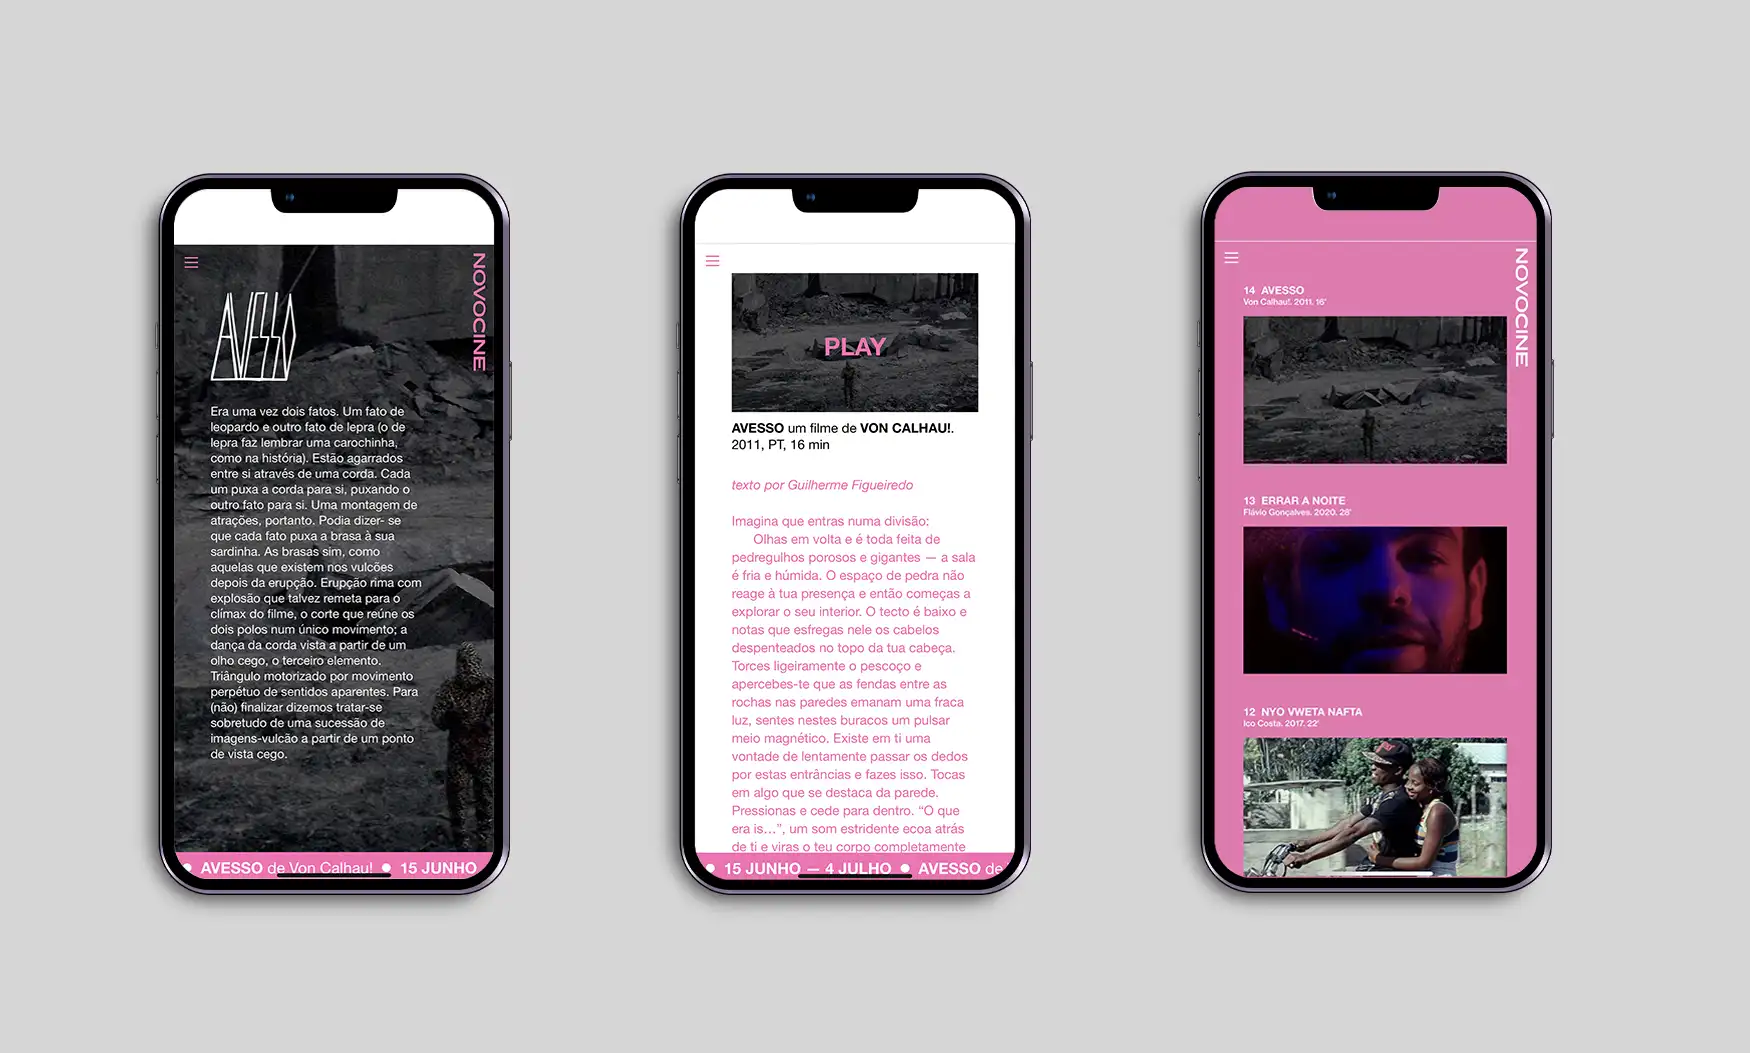 AVESSO
NOVOCINE
Era uma vez dois fatos. Um fato de
leopardo e outro fato de lepra (o de
lepra faz lembrar uma carochinha,
como na história). Estão agarrados
entre si através de uma corda. Cada
um puxa a corda para si, puxando o
outro fato para si. Uma montagem de
atrações, portanto. Podia dizer- se
que cada fato puxa a brasa à sua
sardinha. As brasas sim, como
aquelas que existem nos vulcões
depois da erupção. Erupção rima com
explosão que talvez remeta para o
clímax do filme, o corte que reúne os
dois polos num único movimento; a
dança da corda vista a partir de um
olho cego, o terceiro elemento.
Triângulo motorizado por movimento
perpétuo de sentidos aparentes. Para
(não) finalizar dizemos tratar-se
sobretudo de uma sucessão de
imagens-vulcão a partir de um ponto
de vista cego.
AVESSO de Von Calhau! ● 15 JUNHO
PLAY
AVESSO um filme de VON CALHAU!.
2011, PT, 16 min
texto por Guilherme Figueiredo
Imagina que entras numa divisão:
Olhas em volta e é toda feita de
pedregulhos porosos e gigantes — a sala
é fria e húmida. O espaço de pedra não
reage à tua presença e então começas a
explorar o seu interior. O tecto é baixo e
notas que esfregas nele os cabelos
despenteados no topo da tua cabeça.
Torces ligeiramente o pescoço e
apercebes-te que as fendas entre as
rochas nas paredes emanam uma fraca
luz, sentes nestes buracos um pulsar
meio magnético. Existe em ti uma
vontade de lentamente passar os dedos
por estas entrâncias e fazes isso. Tocas
em algo que se destaca da parede.
Pressionas e cede para dentro. “O que
era is…”, um som estridente ecoa atrás
de ti e viras o teu corpo completamente
● 15 JUNHO — 4 JULHO ● AVESSO de
NOVOCINE
14 AVESSO
Von Calhau!. 2011. 16'
13 ERRAR A NOITE
Flávio Gonçalves. 2020. 28'
12 NYO VWETA NAFTA
Ico Costa. 2017. 22'